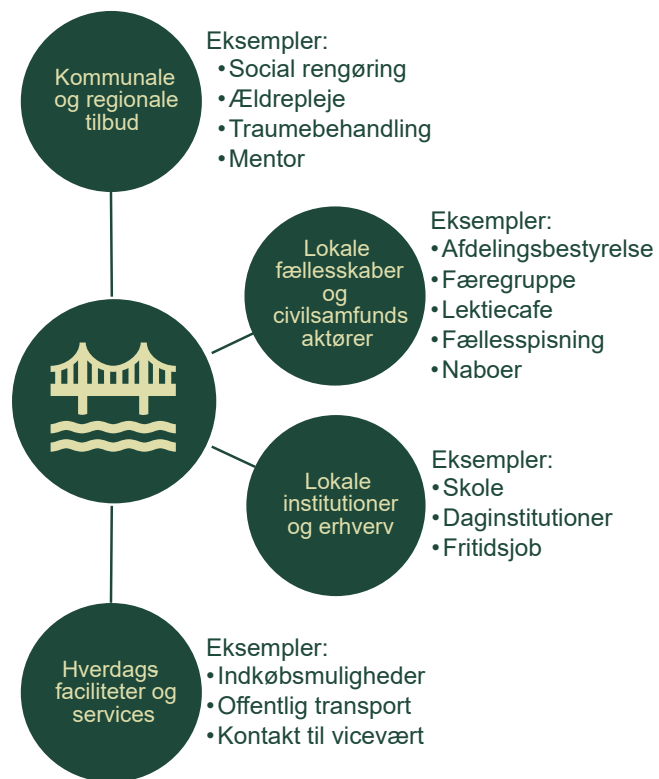 Kommunale
og regionale
tilbud
Eksempler:
•Social rengøring
•Ældrepleje
•Traumebehandling
•Mentor
Lokale
fællesskaber
og
civilsamfunds
aktører
Eksempler:
•Afdelingsbestyrelse
•Færegruppe
•Lektiecafe
•Fællesspisning
•Naboer
Lokale
institutioner
og erhverv
Eksempler:
•Skole
•Daginstitutioner
•Fritidsjob
Hverdags-
faciliteter og
services
Eksempler:
•Indkøbsmuligheder
•Offentlig transport
•Kontakt til vicevært